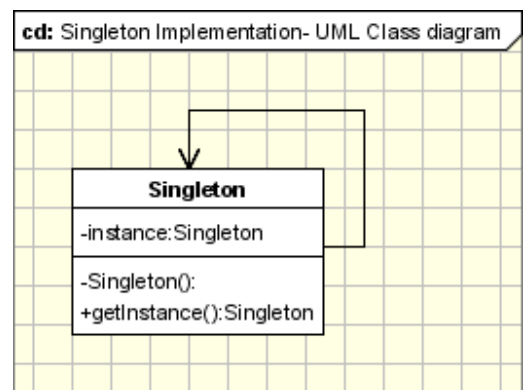 cd: Singleton Implementation- UML Class diagram
Singleton
-instance:Singleton
-Singleton():
+getInstance():Singleton